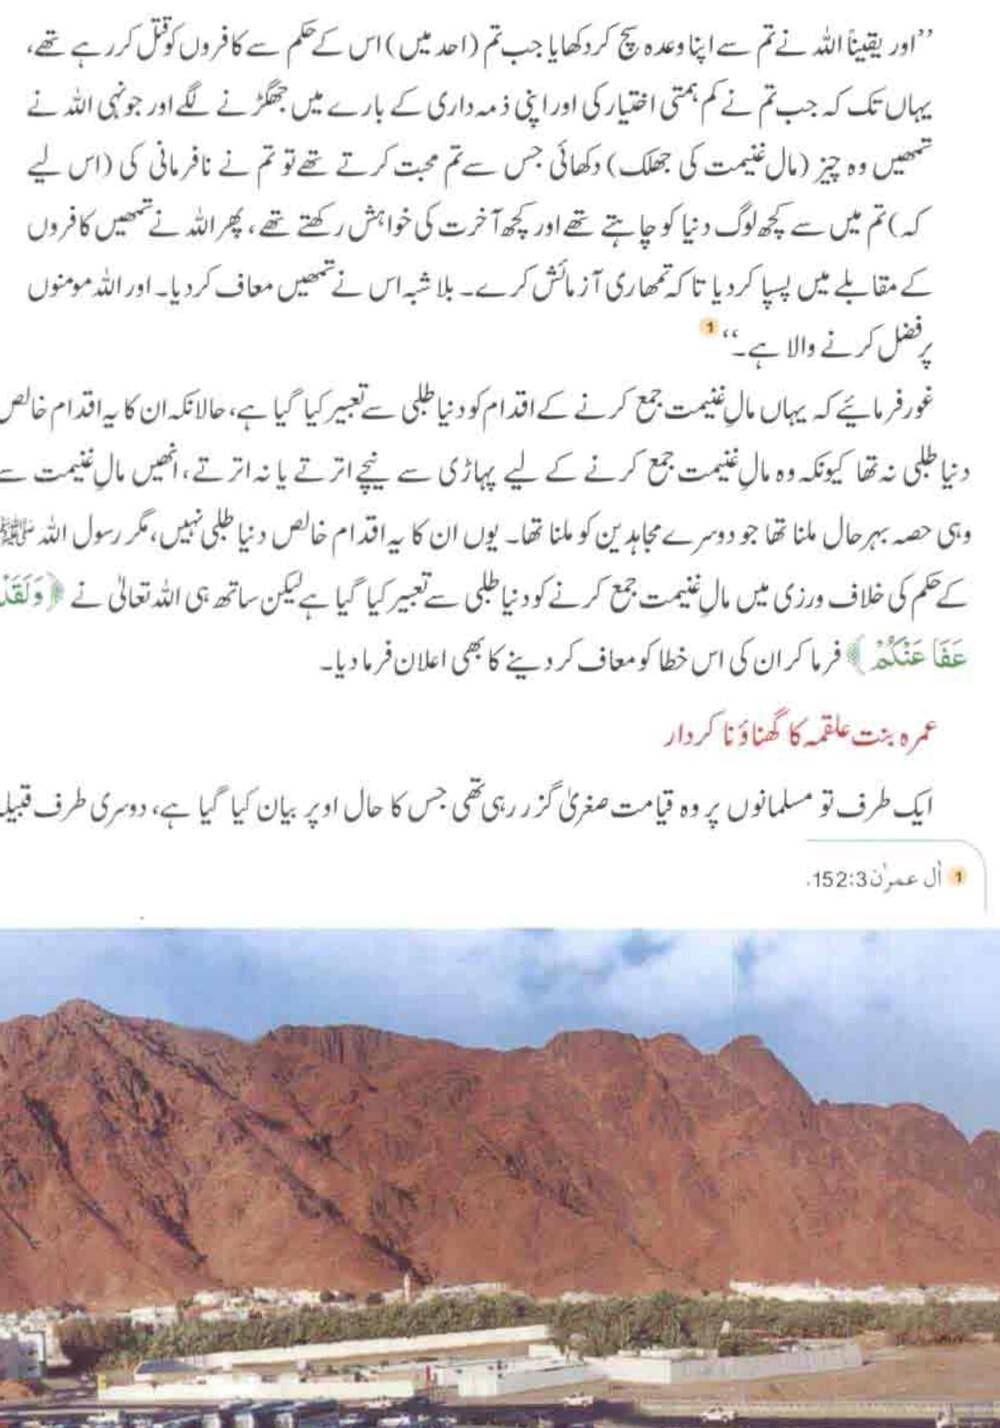 ”اور یقیناً اللہ نے تم سے اپنا وعدہ سچ کر دکھایا جب تم (احد میں) اس کے حکم سے کافروں کو قتل کر رہے تھے،
یہاں تک کہ جب تم نے کم ہمتی اختیار کی اور اپنی ذمہ داری کے بارے میں جھگڑنے لگے اور جونہی اللہ نے
تمھیں وہ چیز (مال غنیمت کی جھلک) دکھائی جس سے تم محبت کرتے تھے تو تم نے نافرمانی کی (اس لیے
کہ) تم میں سے کچھ لوگ دنیا کو چاہتے تھے اور کچھ آخرت کی خواہش رکھتے تھے، پھر اللہ نے تمھیں کافروں
کے مقابلے میں پسپا کر دیا تا کہ تمھاری آزمائش کرے۔ بلا شبہ اس نے تمھیں معاف کر دیا۔ اور اللہ مومنوں
پر فضل کرنے والا ہے۔“ 1
غور فرمائیے کہ یہاں مالِ غنیمت جمع کرنے کے اقدام کو دنیا طلبی سے تعبیر کیا گیا ہے، حالانکہ ان کا یہ اقدام خالص
دنیا طلبی نہ تھا کیونکہ وہ مالِ غنیمت جمع کرنے کے لیے پہاڑی سے نیچے اترتے یا نہ اترتے، انھیں مالِ غنیمت سے
وہی حصہ بہرحال ملنا تھا جو دوسرے مجاہدین کو ملنا تھا۔ یوں ان کا یہ اقدام خالص دنیا طلبی نہیں، مگر رسول اللہ ﷺ
کے حکم کی خلاف ورزی میں مالِ غنیمت جمع کرنے کو دنیا طلبی سے تعبیر کیا گیا ہے لیکن ساتھ ہی اللہ تعالیٰ نے ﴿وَلَقَدْ
عَفَا عَنْكُمْ﴾ فرما کر ان کی اس خطا کو معاف کر دینے کا بھی اعلان فرما دیا۔
عمرہ بنت علقمہ کا گھناؤنا کردار
ایک طرف تو مسلمانوں پر وہ قیامت صغریٰ گزر رہی تھی جس کا حال اوپر بیان کیا گیا ہے، دوسری طرف قبیلہ
1 اٰل عمرٰن 152:3.